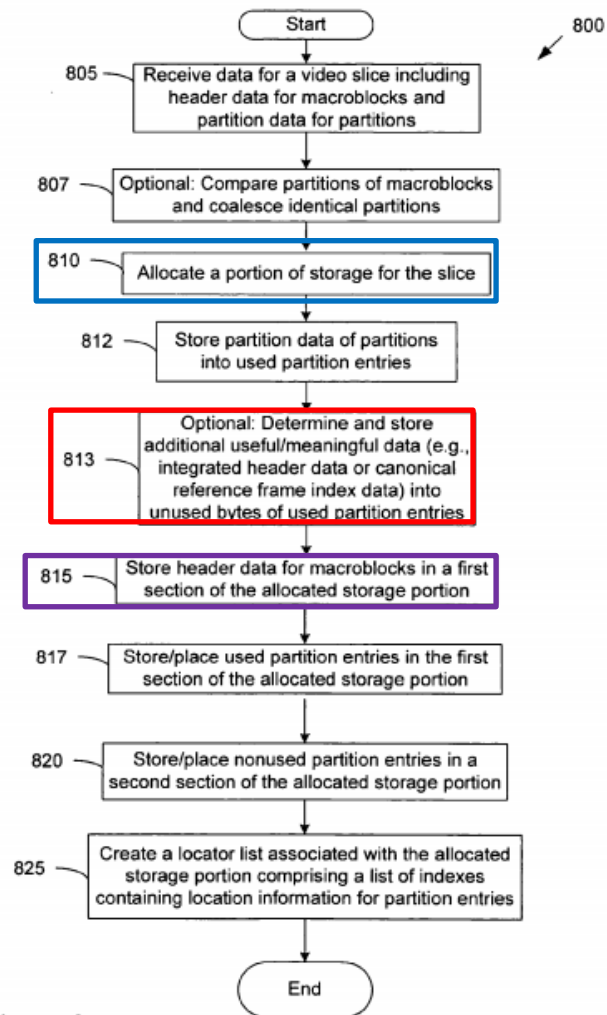 Start
800
805
Receive data for a video slice including
header data for macroblocks and
partition data for partitions
807
Optional: Compare partitions of macroblocks
and coalesce identical partitions
810
Allocate a portion of storage for the slice
812
Store partition data of partitions
into used partition entries
813
Optional: Determine and store
additional useful/meaningful data (e.g.,
integrated header data or canonical
reference frame index data) into
unused bytes of used partition entries
815
Store header data for macroblocks in a first
section of the allocated storage portion
817
Store/place used partition entries in the first
section of the allocated storage portion
820
Store/place nonused partition entries in a
second section of the allocated storage portion
825
Create a locator list associated with the allocated
storage portion comprising a list of indexes
containing location information for partition entries
End